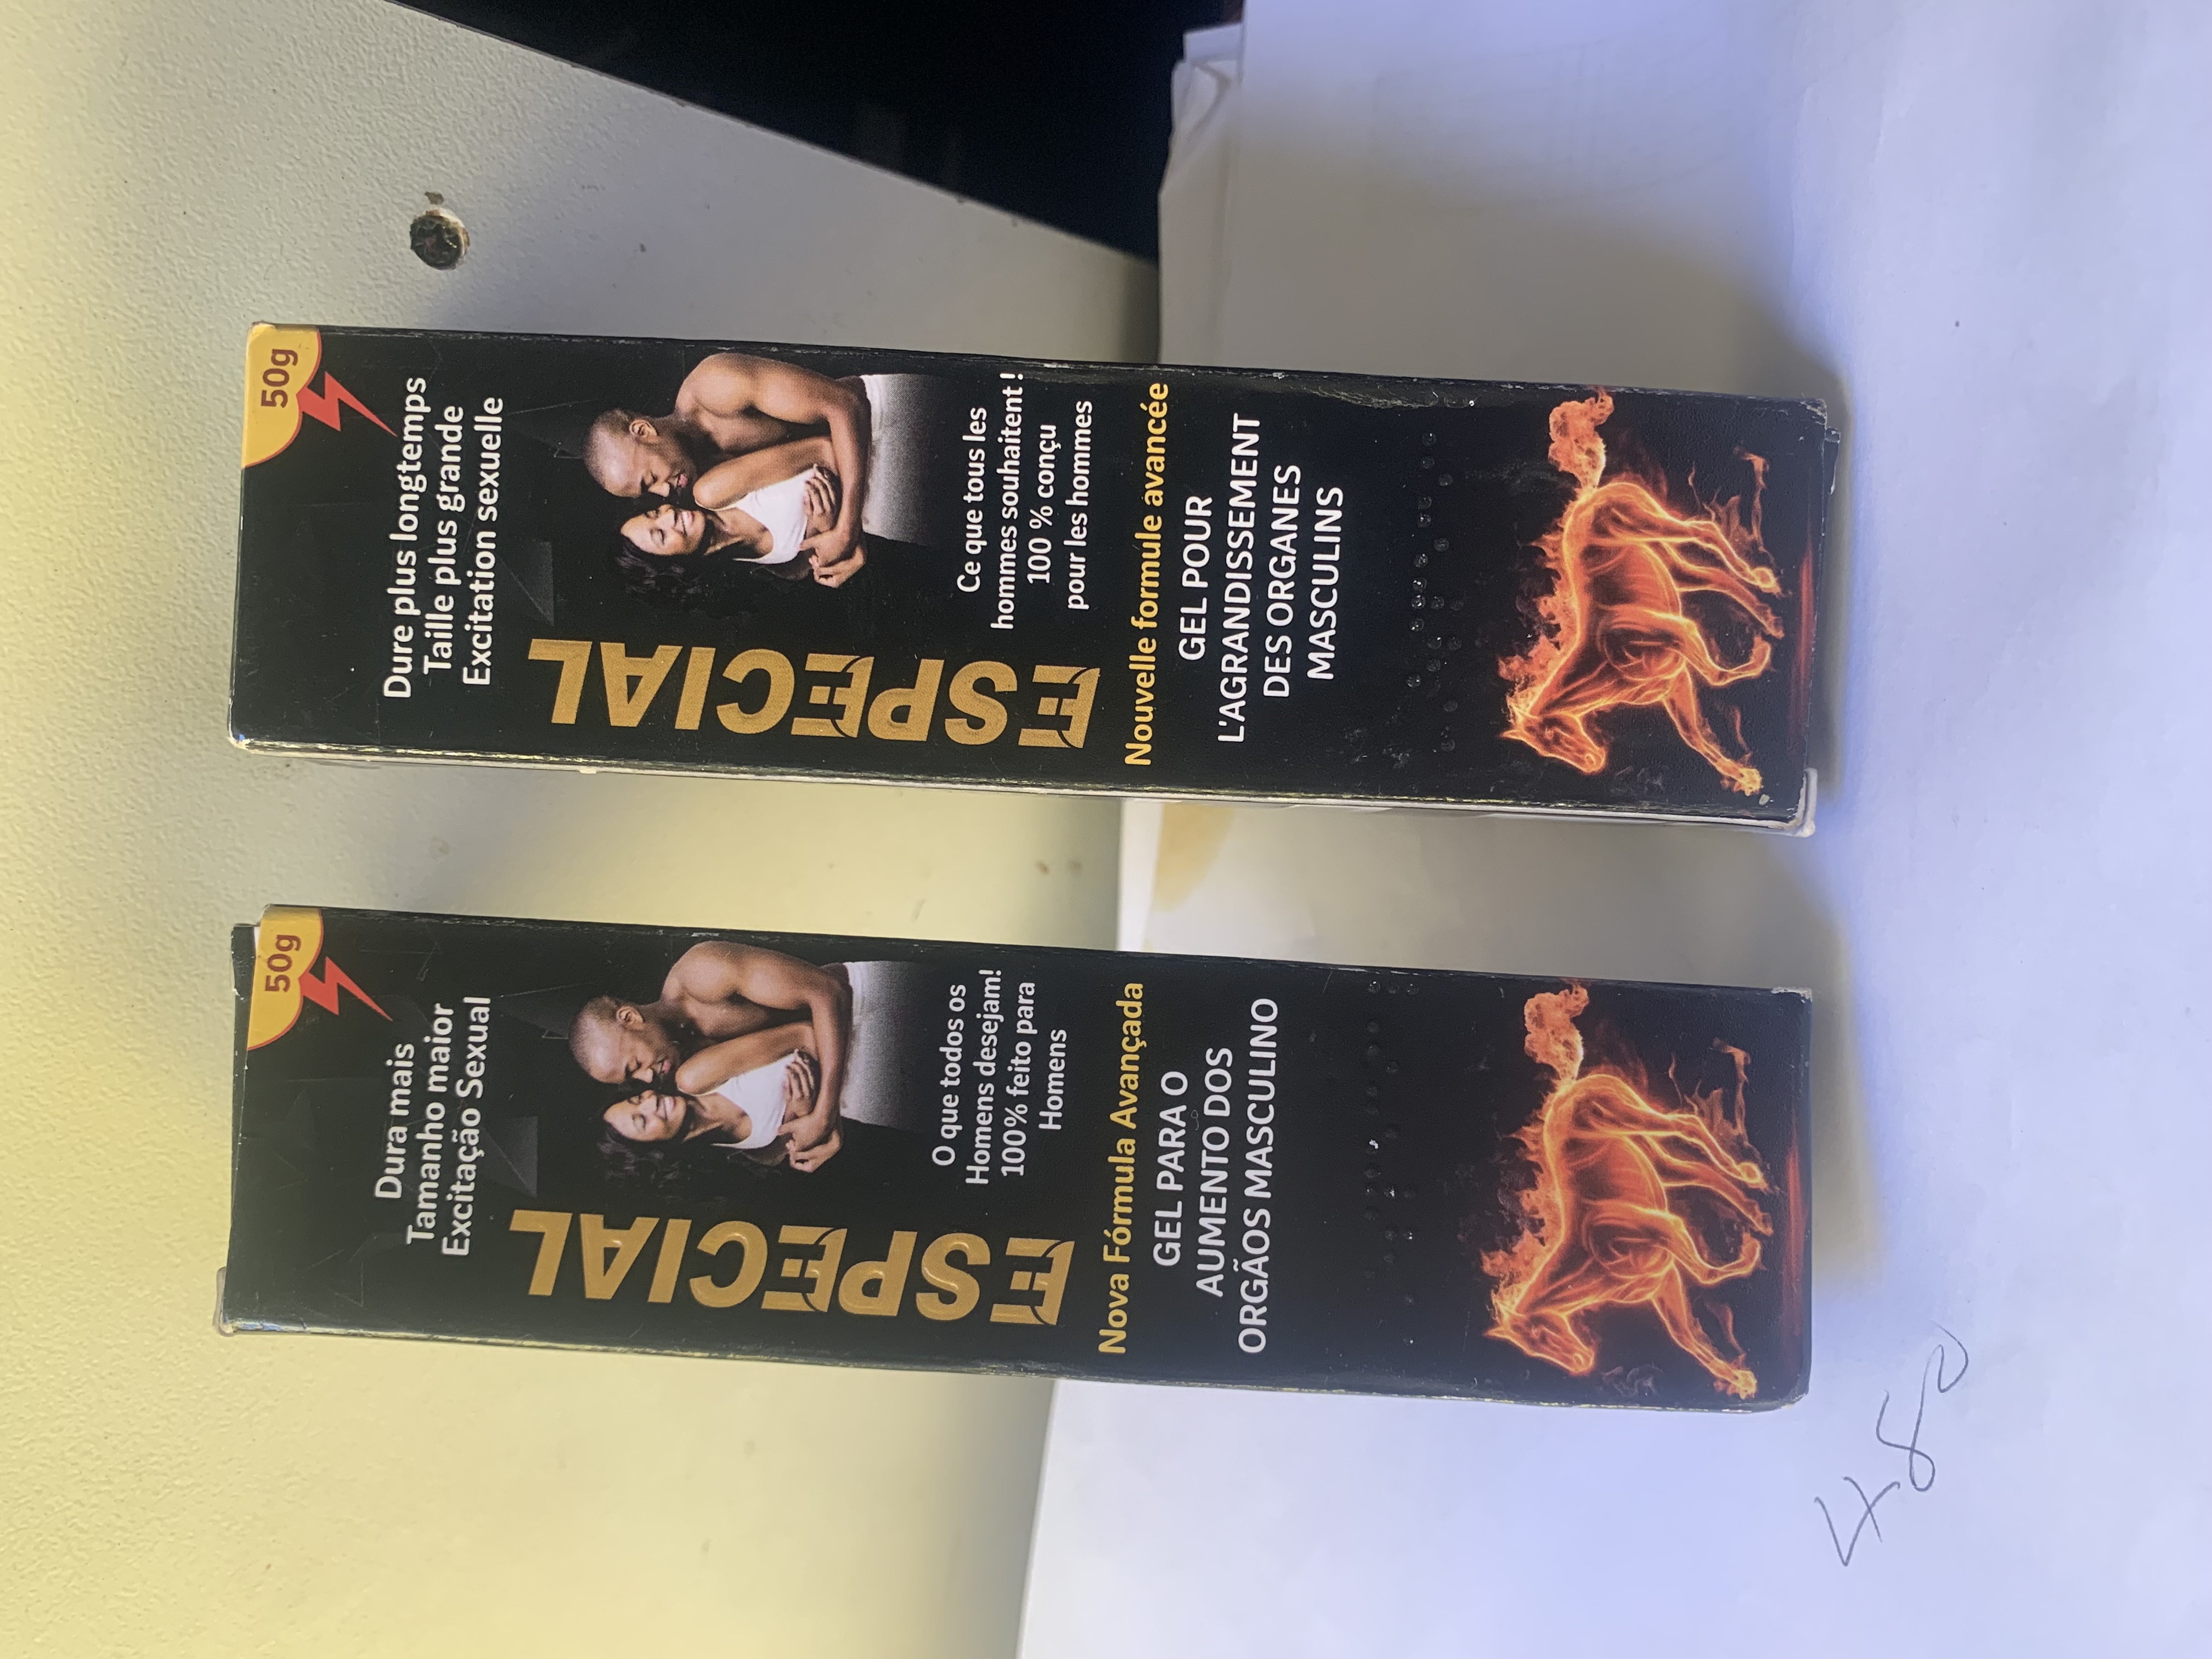 50g
Dure plus longtemps
Taille plus grande
Excitation sexuelle
ESPECIAL
Ce que tous les
hommes souhaitent !
100 % conçu
pour les hommes
Nouvelle formule avancée
GEL POUR
L'AGRANDISSEMENT
DES ORGANES
MASCULINS
50g
Dura mais
Tamanho maior
Excitação Sexual
ESPECIAL
O que todos os
Homens desejam!
100% feito para
Homens
Nova Fórmula Avançada
GEL PARA O
AUMENTO DOS
ORGÃOS MASCULINO